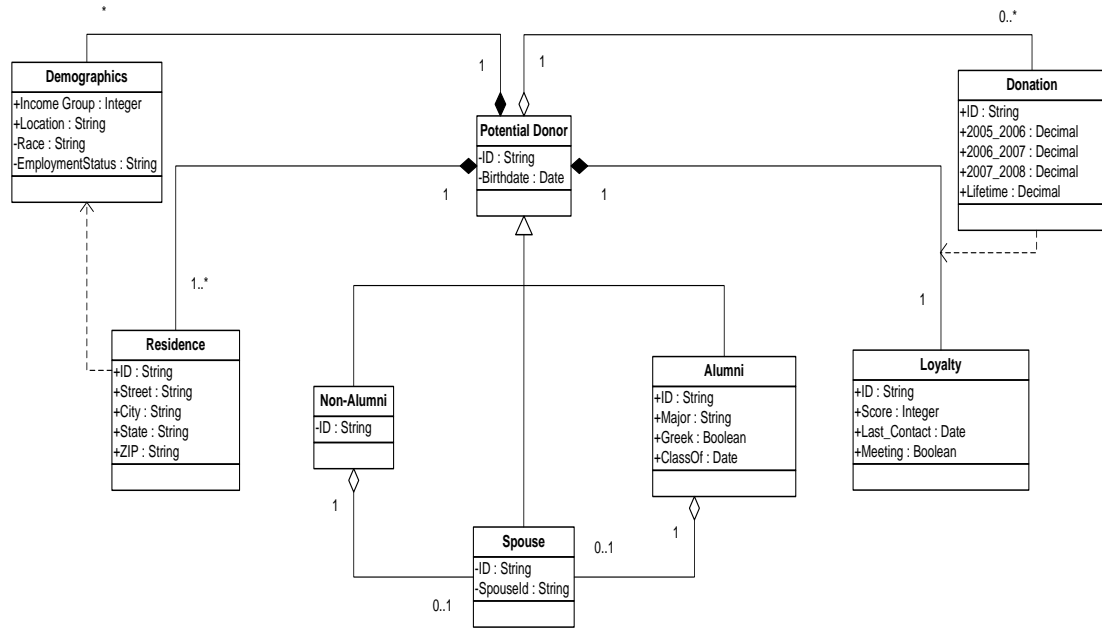 *
0..*
1
1
Demographics
+Income Group : Integer
+Location : String
-Race : String
-EmploymentStatus : String
Potential Donor
-ID : String
-Birthdate : Date
Donation
+ID : String
+2005_2006 : Decimal
+2006_2007 : Decimal
+2007_2008 : Decimal
+Lifetime : Decimal
1
1
1..*
1
Residence
+ID : String
+Street : String
+City : String
+State : String
+ZIP : String
Non-Alumni
-ID : String
Alumni
+ID : String
+Major : String
+Greek : Boolean
+ClassOf : Date
Loyalty
+ID : String
+Score : Integer
+Last_Contact : Date
+Meeting : Boolean
1
1
Spouse
-ID : String
-SpouseId : String
0..1
0..1